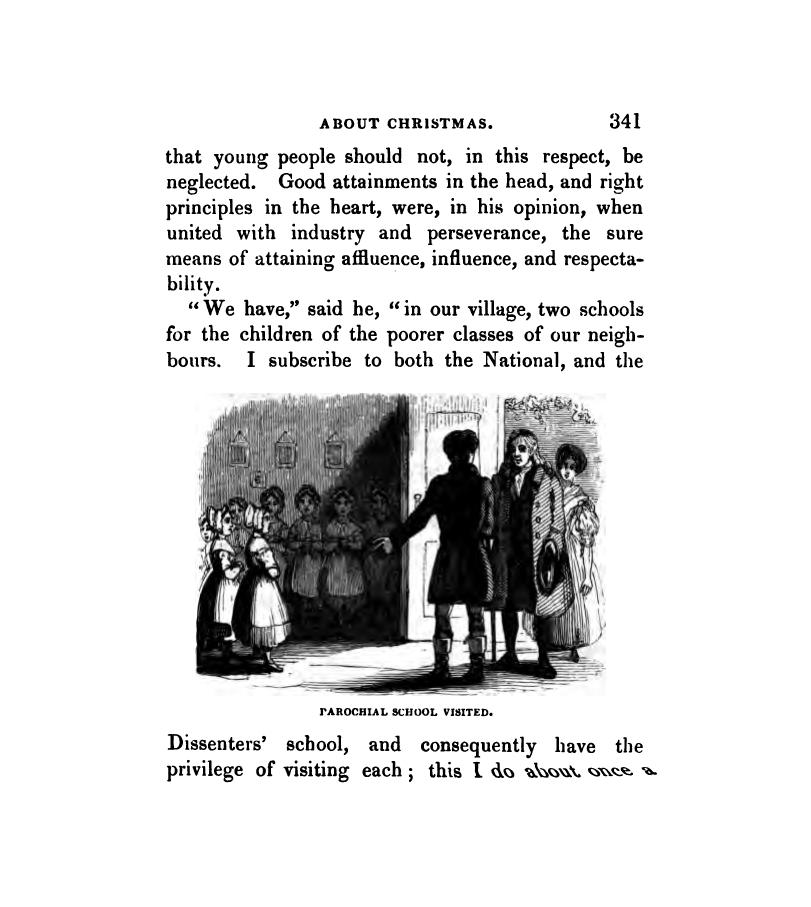 ABOUT CHRISTMAS. 341
that young people should not, in this respect, be
neglected. Good attainments in the head, and right
principles in the heart, were, in his opinion, when
united with industry and perseverance, the sure
means of attaining affluence, influence, and respecta-
bility.
“We have,” said he, “in our village, two schools
for the children of the poorer classes of our neigh-
bours. I subscribe to both the National, and the
PAROCHIAL SCHOOL VISITED.
Dissenters’ school, and consequently have the
privilege of visiting each; this I do about once a